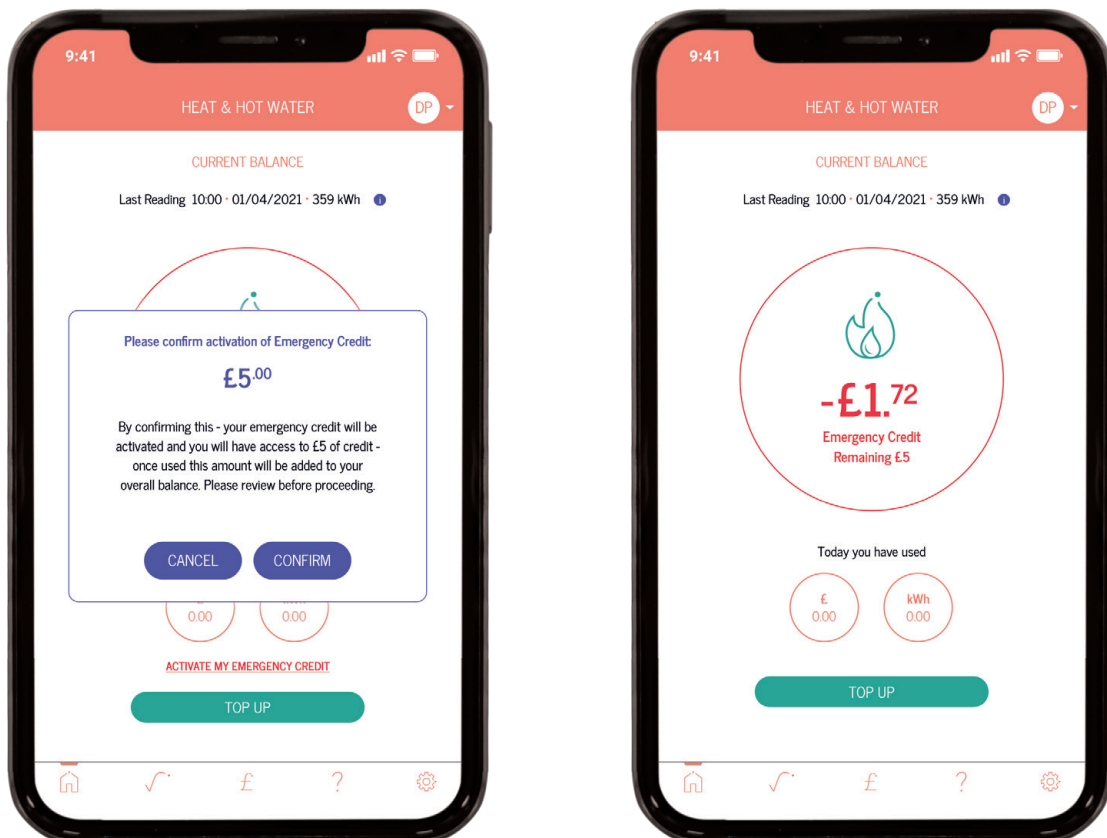 9:41
HEAT & HOT WATER
DP
CURRENT BALANCE
Last Reading 10:00 · 01/04/2021 · 359 kWh i
Please confirm activation of Emergency Credit:
£5.00
By confirming this - your emergency credit will be
activated and you will have access to £5 of credit -
once used this amount will be added to your
overall balance. Please review before proceeding.
CANCEL CONFIRM
0.00 0.00
ACTIVATE MY EMERGENCY CREDIT
TOP UP
£ ?
9:41
HEAT & HOT WATER
DP
CURRENT BALANCE
Last Reading 10:00 · 01/04/2021 · 359 kWh i
-£1.72
Emergency Credit
Remaining £5
Today you have used
£ kWh
0.00 0.00
TOP UP
£ ?